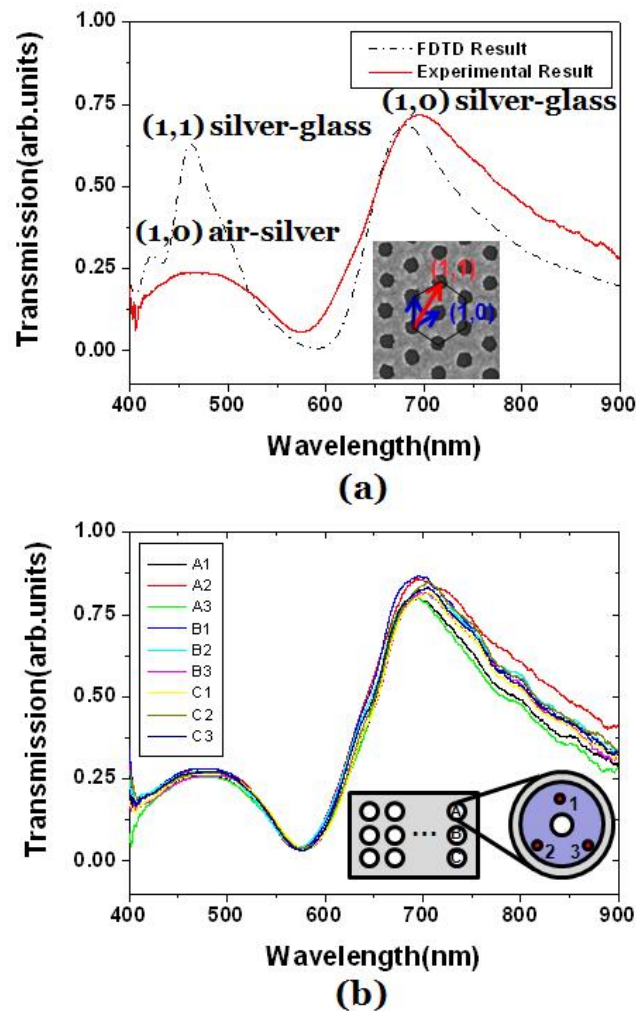 1.00
0.75
0.50
0.25
0.00
Transmission(arb.units)
FDTD Result
Experimental Result
(1,0) silver-glass
(1,1) silver-glass
(1,0) air-silver
(1,1)
(1,0)
400 500 600 700 800 900
Wavelength(nm)
(a)
1.00
0.75
0.50
0.25
0.00
Transmission(arb.units)
A1
A2
A3
B1
B2
B3
C1
C2
C3
A
B
C
...
1
2 3
400 500 600 700 800 900
Wavelength(nm)
(b)